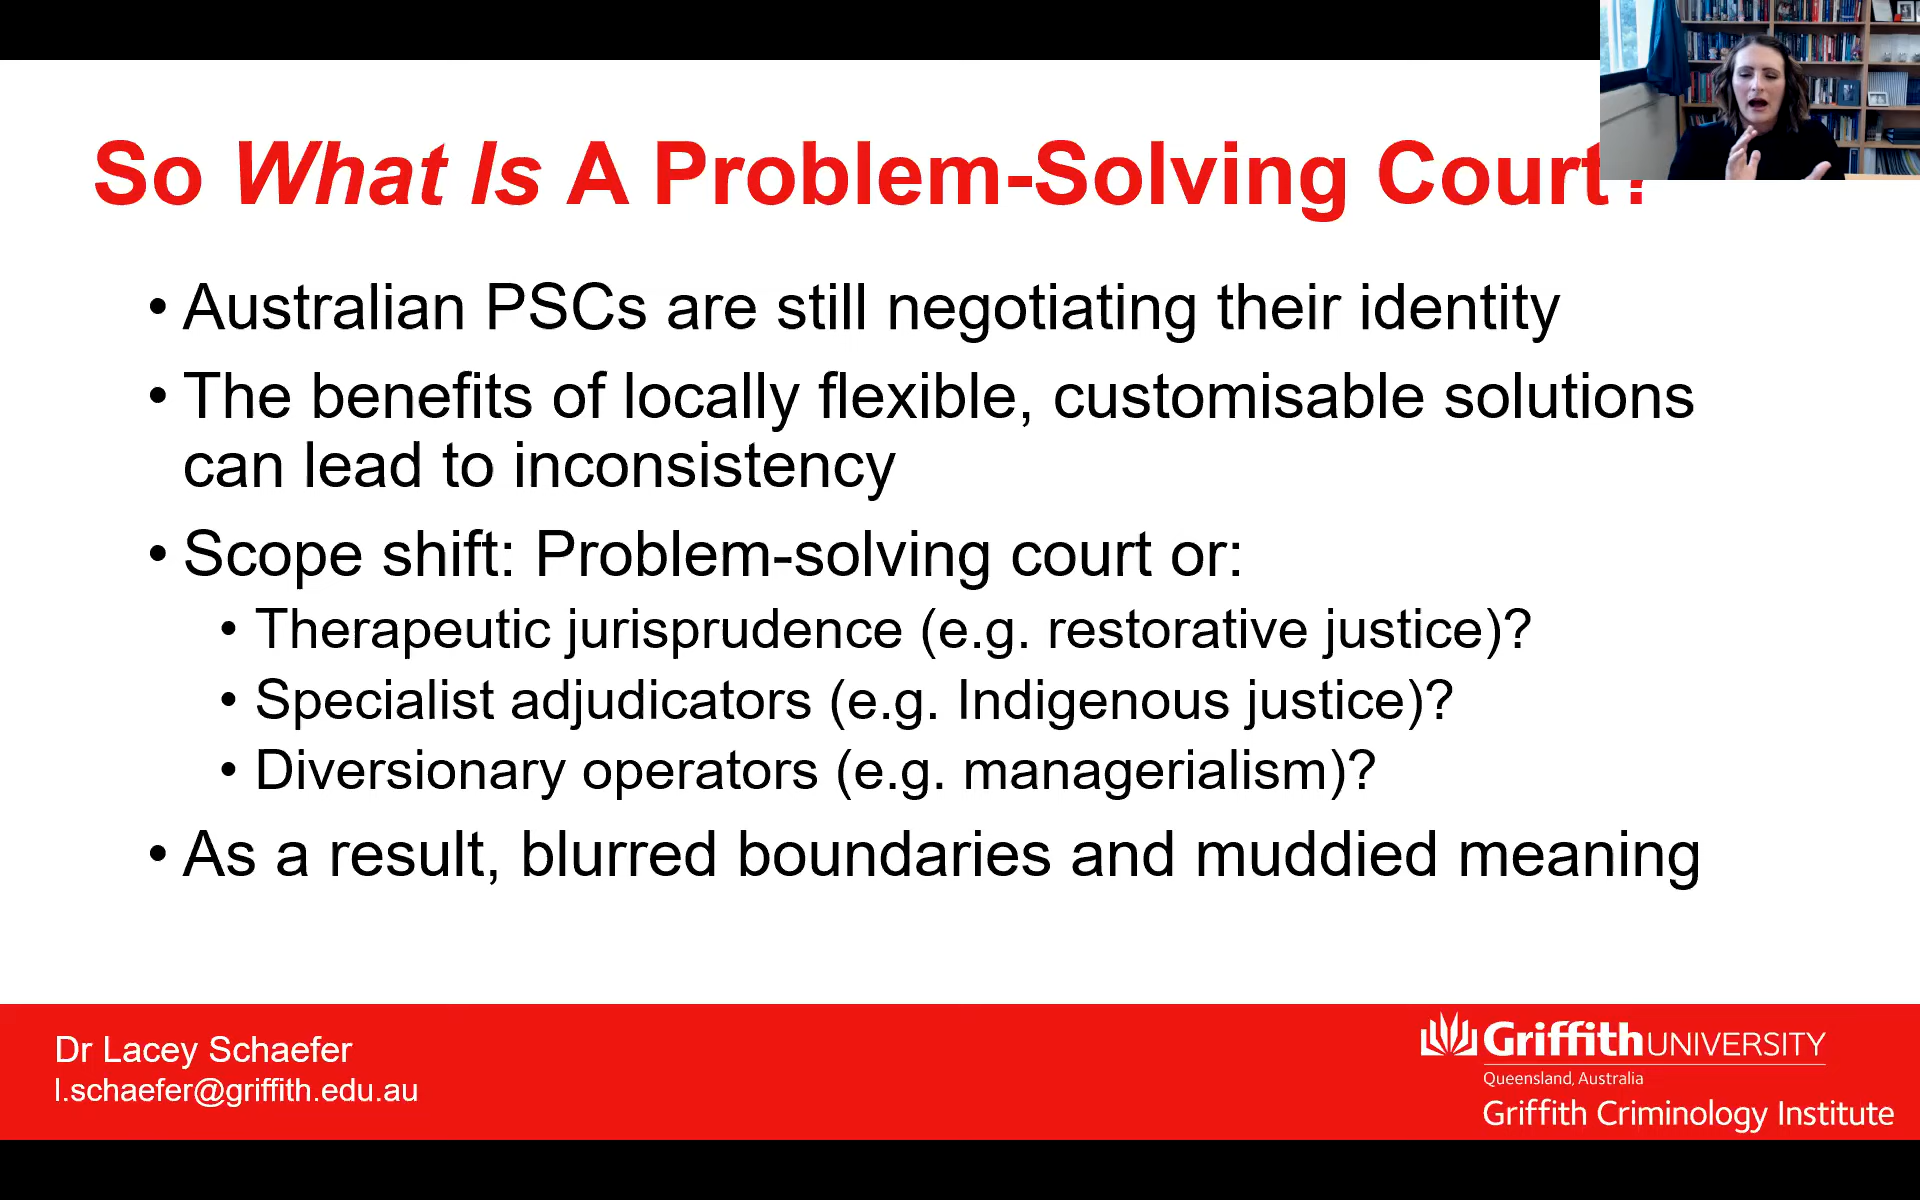 So What Is A Problem-Solving Court?
• Australian PSCs are still negotiating their identity
• The benefits of locally flexible, customisable solutions
can lead to inconsistency
• Scope shift: Problem-solving court or:
• Therapeutic jurisprudence (e.g. restorative justice)?
• Specialist adjudicators (e.g. Indigenous justice)?
• Diversionary operators (e.g. managerialism)?
• As a result, blurred boundaries and muddied meaning
Dr Lacey Schaefer
l.schaefer@griffith.edu.au
Griffith UNIVERSITY
Queensland, Australia
Griffith Criminology Institute